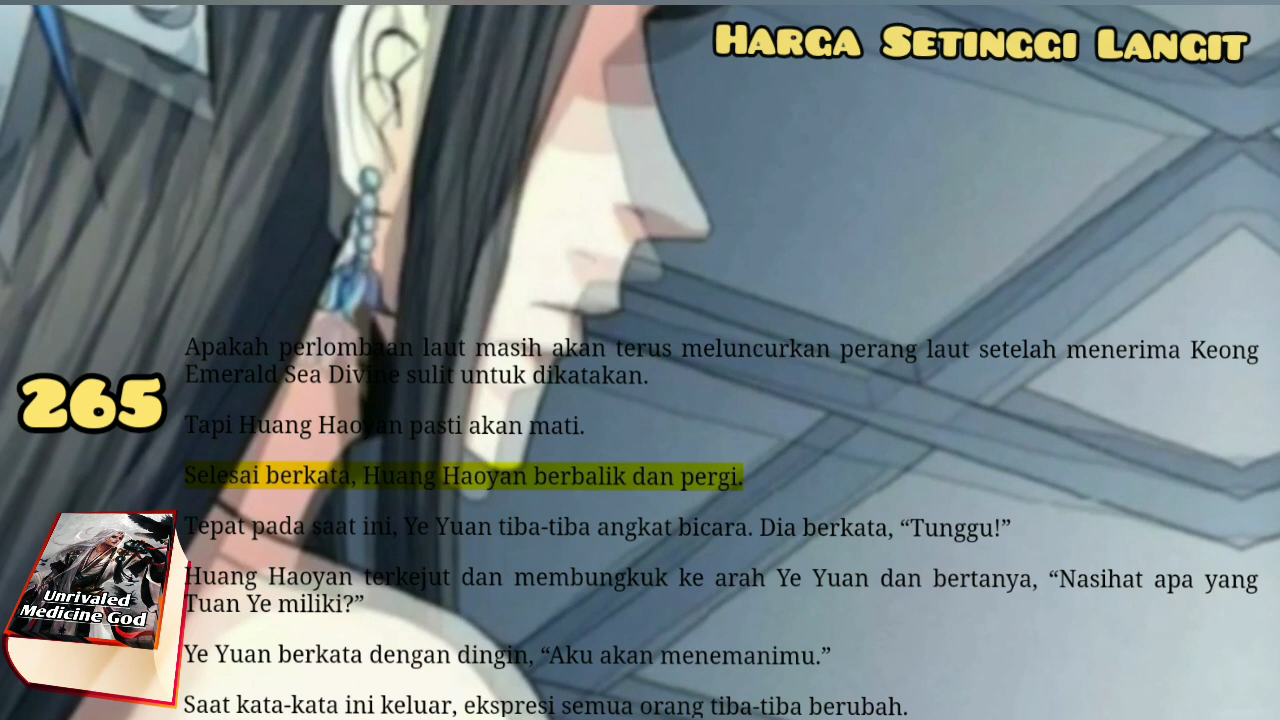 HARGA SETINGGI LANGIT
Apakah perlombaan laut masih akan terus meluncurkan perang laut setelah menerima Keong
Emerald Sea Divine sulit untuk dikatakan.
265
Tapi Huang Haoyan pasti akan mati.
Selesai berkata, Huang Haoyan berbalik dan pergi.
Tepat pada saat ini, Ye Yuan tiba-tiba angkat bicara. Dia berkata, “Tunggu!”
Huang Haoyan terkejut dan membungkuk ke arah Ye Yuan dan bertanya, “Nasihat apa yang
Tuan Ye miliki?”
Unrivaled
Medicine God
Ye Yuan berkata dengan dingin, “Aku akan menemanimu.”
Saat kata-kata ini keluar, ekspresi semua orang tiba-tiba berubah.